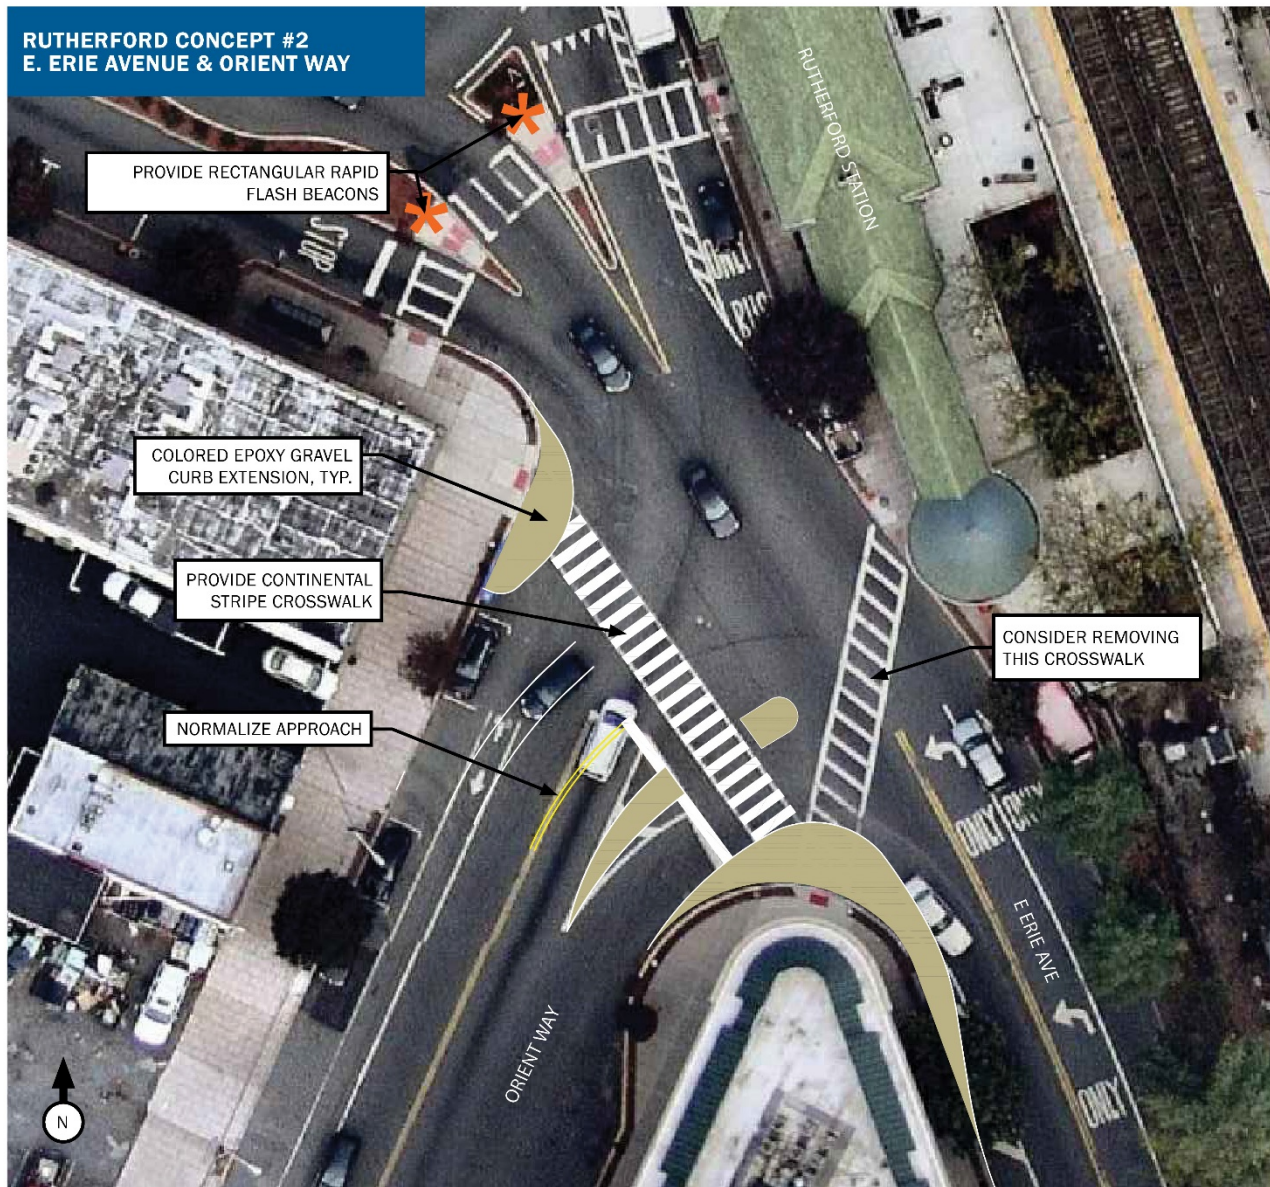 RUTHERFORD CONCEPT #2
E. ERIE AVENUE & ORIENT WAY
RUTHERFORD STATION
PROVIDE RECTANGULAR RAPID
FLASH BEACONS
STOP
ONLY
BUS
COLORED EPOXY GRAVEL
CURB EXTENSION, TYP.
PROVIDE CONTINENTAL
STRIPE CROSSWALK
CONSIDER REMOVING
THIS CROSSWALK
NORMALIZE APPROACH
ONLY
ONLY
E ERIE AVE
ORIENT WAY
ONLY
N